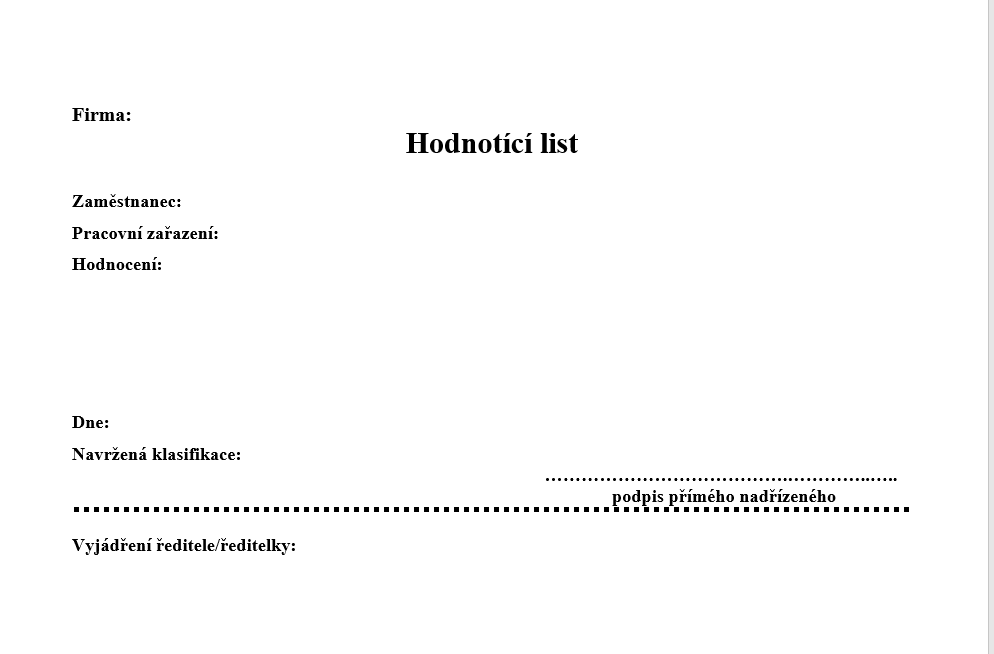 Firma:
Hodnotící list
Zaměstnanec:
Pracovní zařazení:
Hodnocení:
Dne:
Navržená klasifikace:
…………………………………..…………...…..
podpis přímého nadřízeného
Vyjádření ředitele/ředitelky: